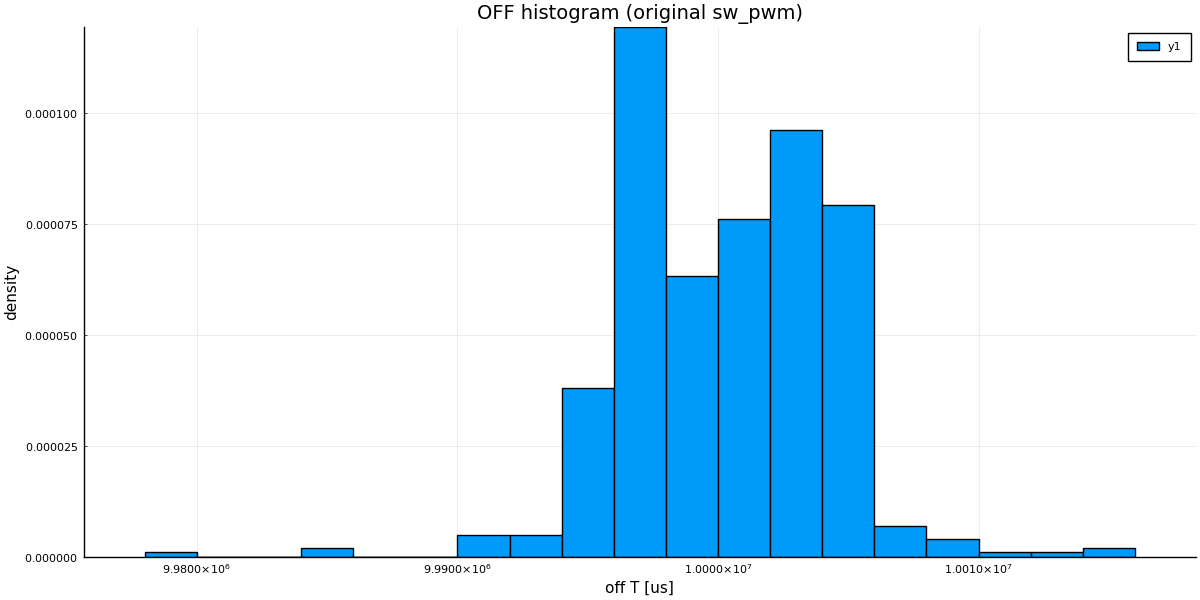 OFF histogram (original sw_pwm)
y1
density
0.000100
0.000075
0.000050
0.000025
0.000000
9.9800×10⁶
9.9900×10⁶
1.0000×10⁷
1.0010×10⁷
off T [us]